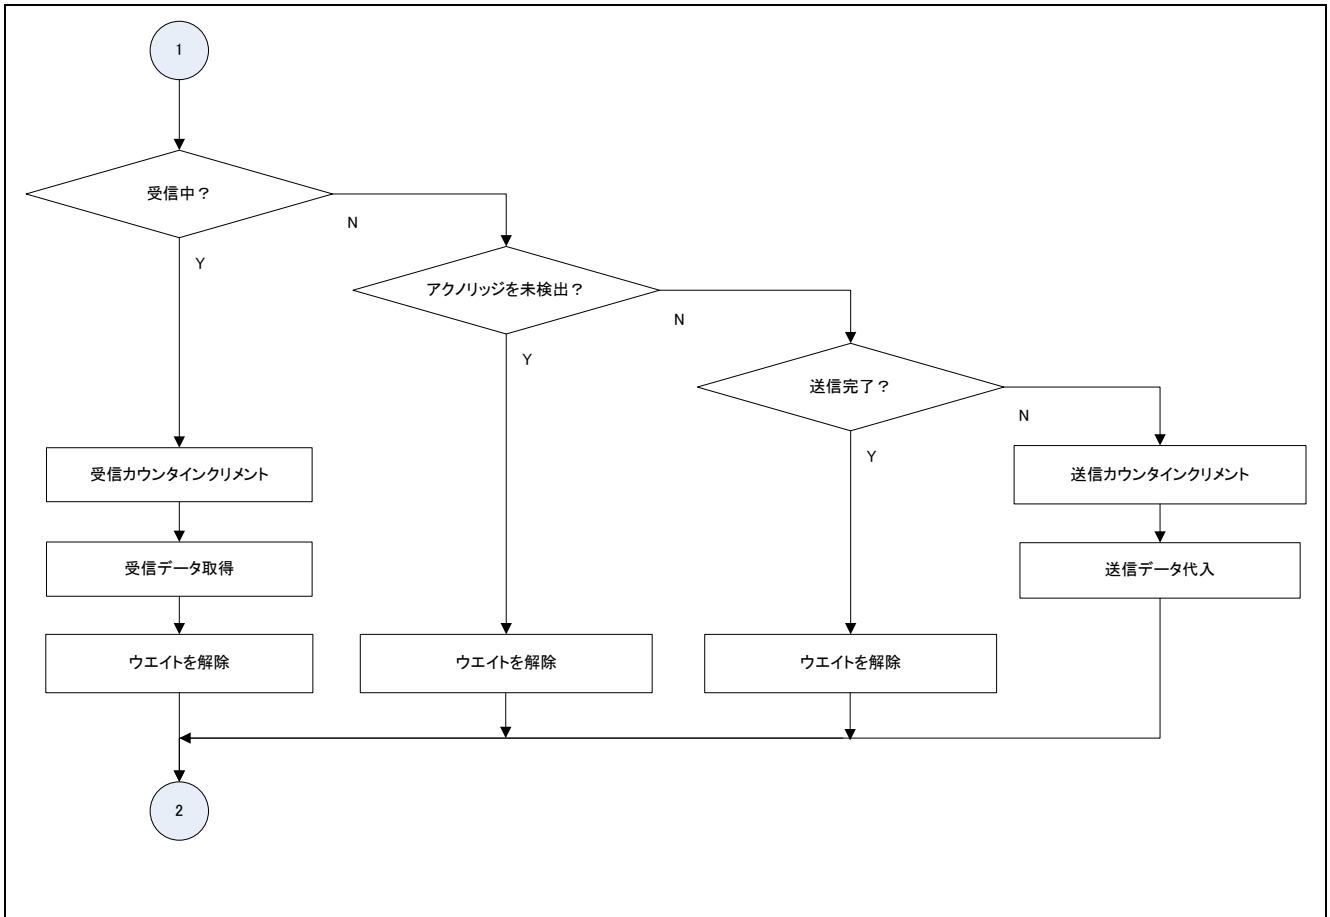 1
受信中？
N
Y
アクノリッジを未検出？
N
Y
送信完了？
N
Y
受信カウンタインクリメント
送信カウンタインクリメント
受信データ取得
送信データ代入
ウエイトを解除
ウエイトを解除
ウエイトを解除
2